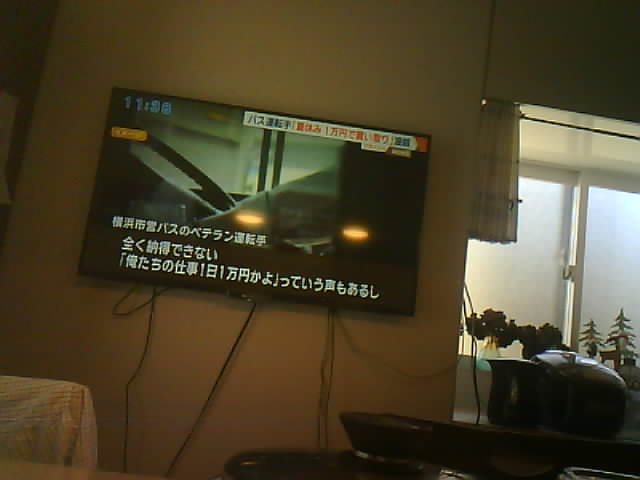 11:38
バス運転手「夏休み1万円で買い取り」波紋
横浜市営バスのベテラン運転手
全く納得できない
「俺たちの仕事1日1万円かよ」っていう声もあるし